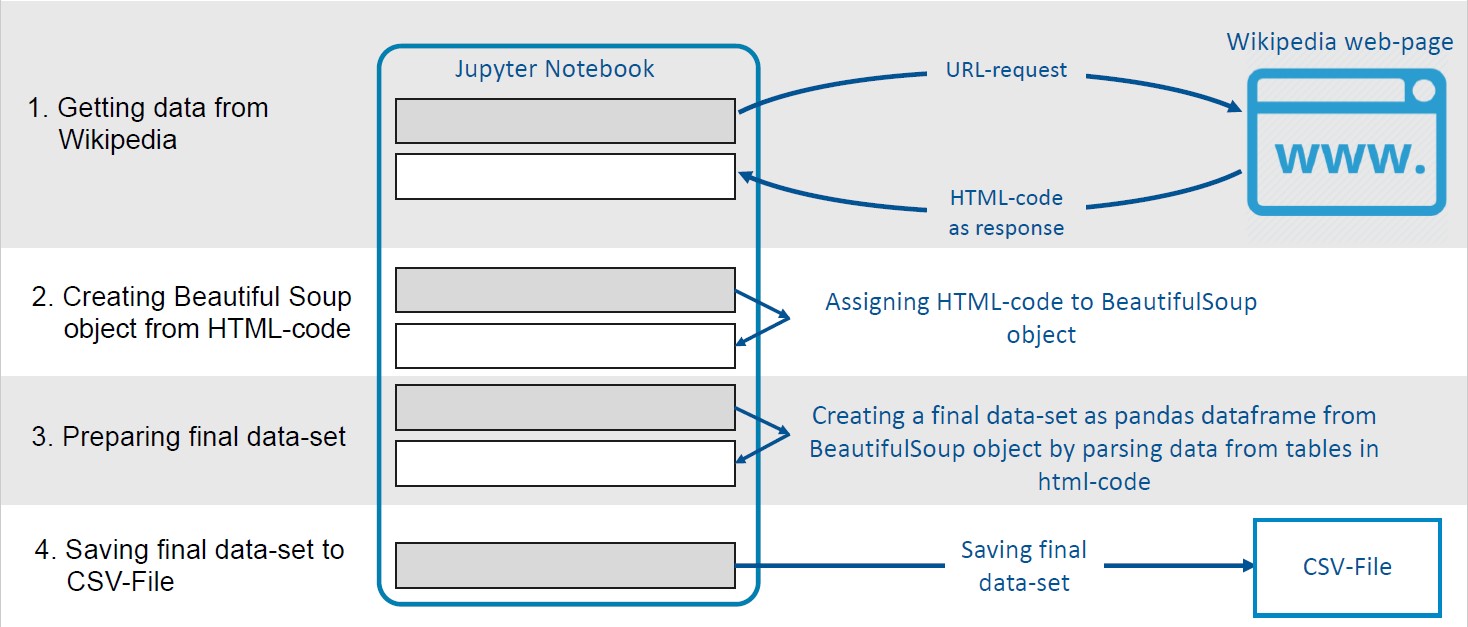 Wikipedia web-page
Jupyter Notebook
URL-request
1. Getting data from
Wikipedia
www.
HTML-code
as response
2. Creating Beautiful Soup
object from HTML-code
Assigning HTML-code to BeautifulSoup
object
3. Preparing final data-set
Creating a final data-set as pandas dataframe from
BeautifulSoup object by parsing data from tables in
html-code
4. Saving final data-set to
CSV-File
Saving final
data-set
CSV-File